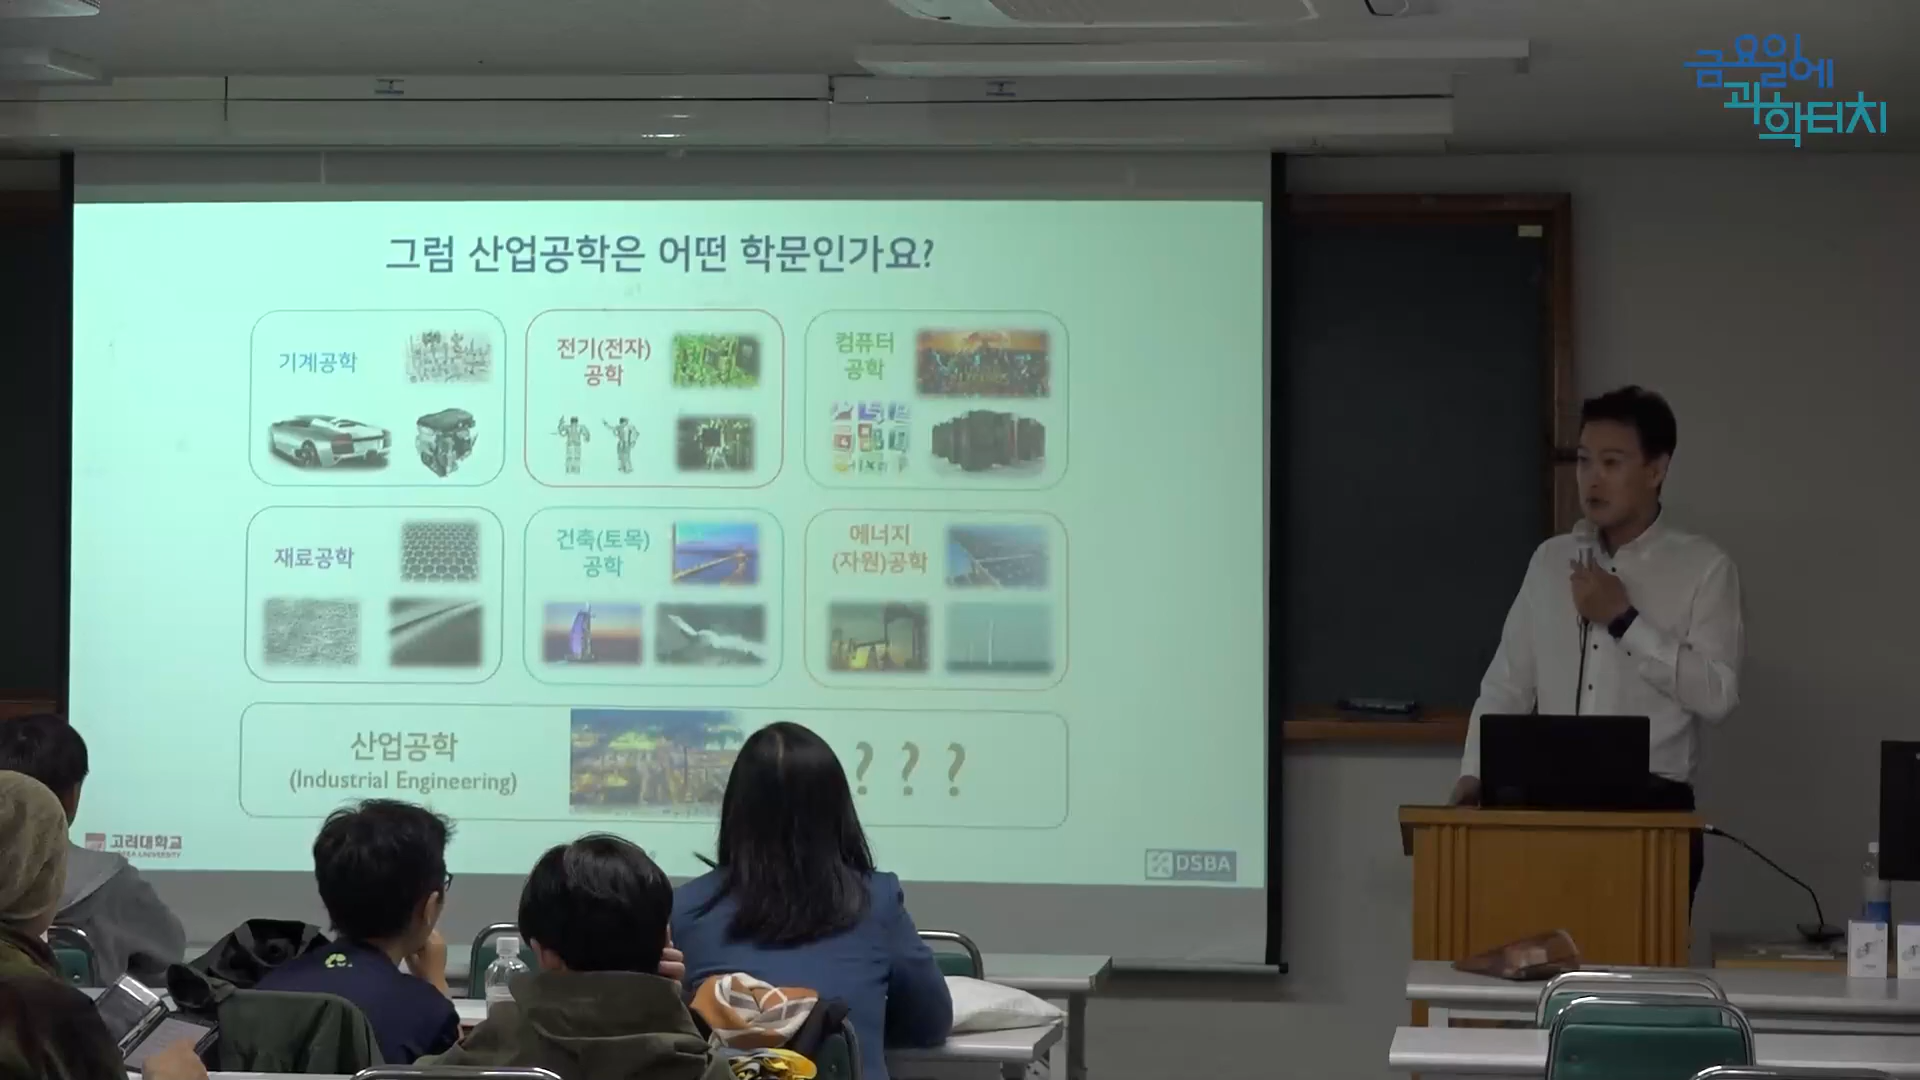 금요일에
과학터치
그럼 산업공학은 어떤 학문인가요?
기계공학
전기(전자)
공학
컴퓨터
공학
재료공학
건축(토목)
공학
에너지
(자원)공학
산업공학
(Industrial Engineering)
? ? ?
고려대학교
KOREA UNIVERSITY
DSBA